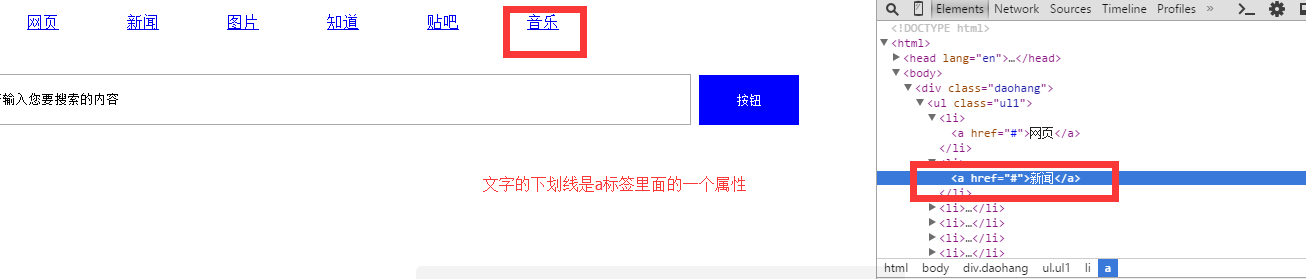 网页 新闻 图片 知道 贴吧 音乐
输入您要搜索的内容
按钮
文字的下划线是a标签里面的一个属性
Elements Network Sources Timeline Profiles »
<!DOCTYPE html>
▼<html>
▶<head lang="en">…</head>
▼<body>
▼<div class="daohang">
▼<ul class="ul1">
▼<li>
<a href="#">网页</a>
</li>
<a href="#">新闻</a>
</li>
▶<li>…</li>
▶<li>…</li>
▶<li>…</li>
▶<li>…</li>
html body div.daohang ul.ul1 li a